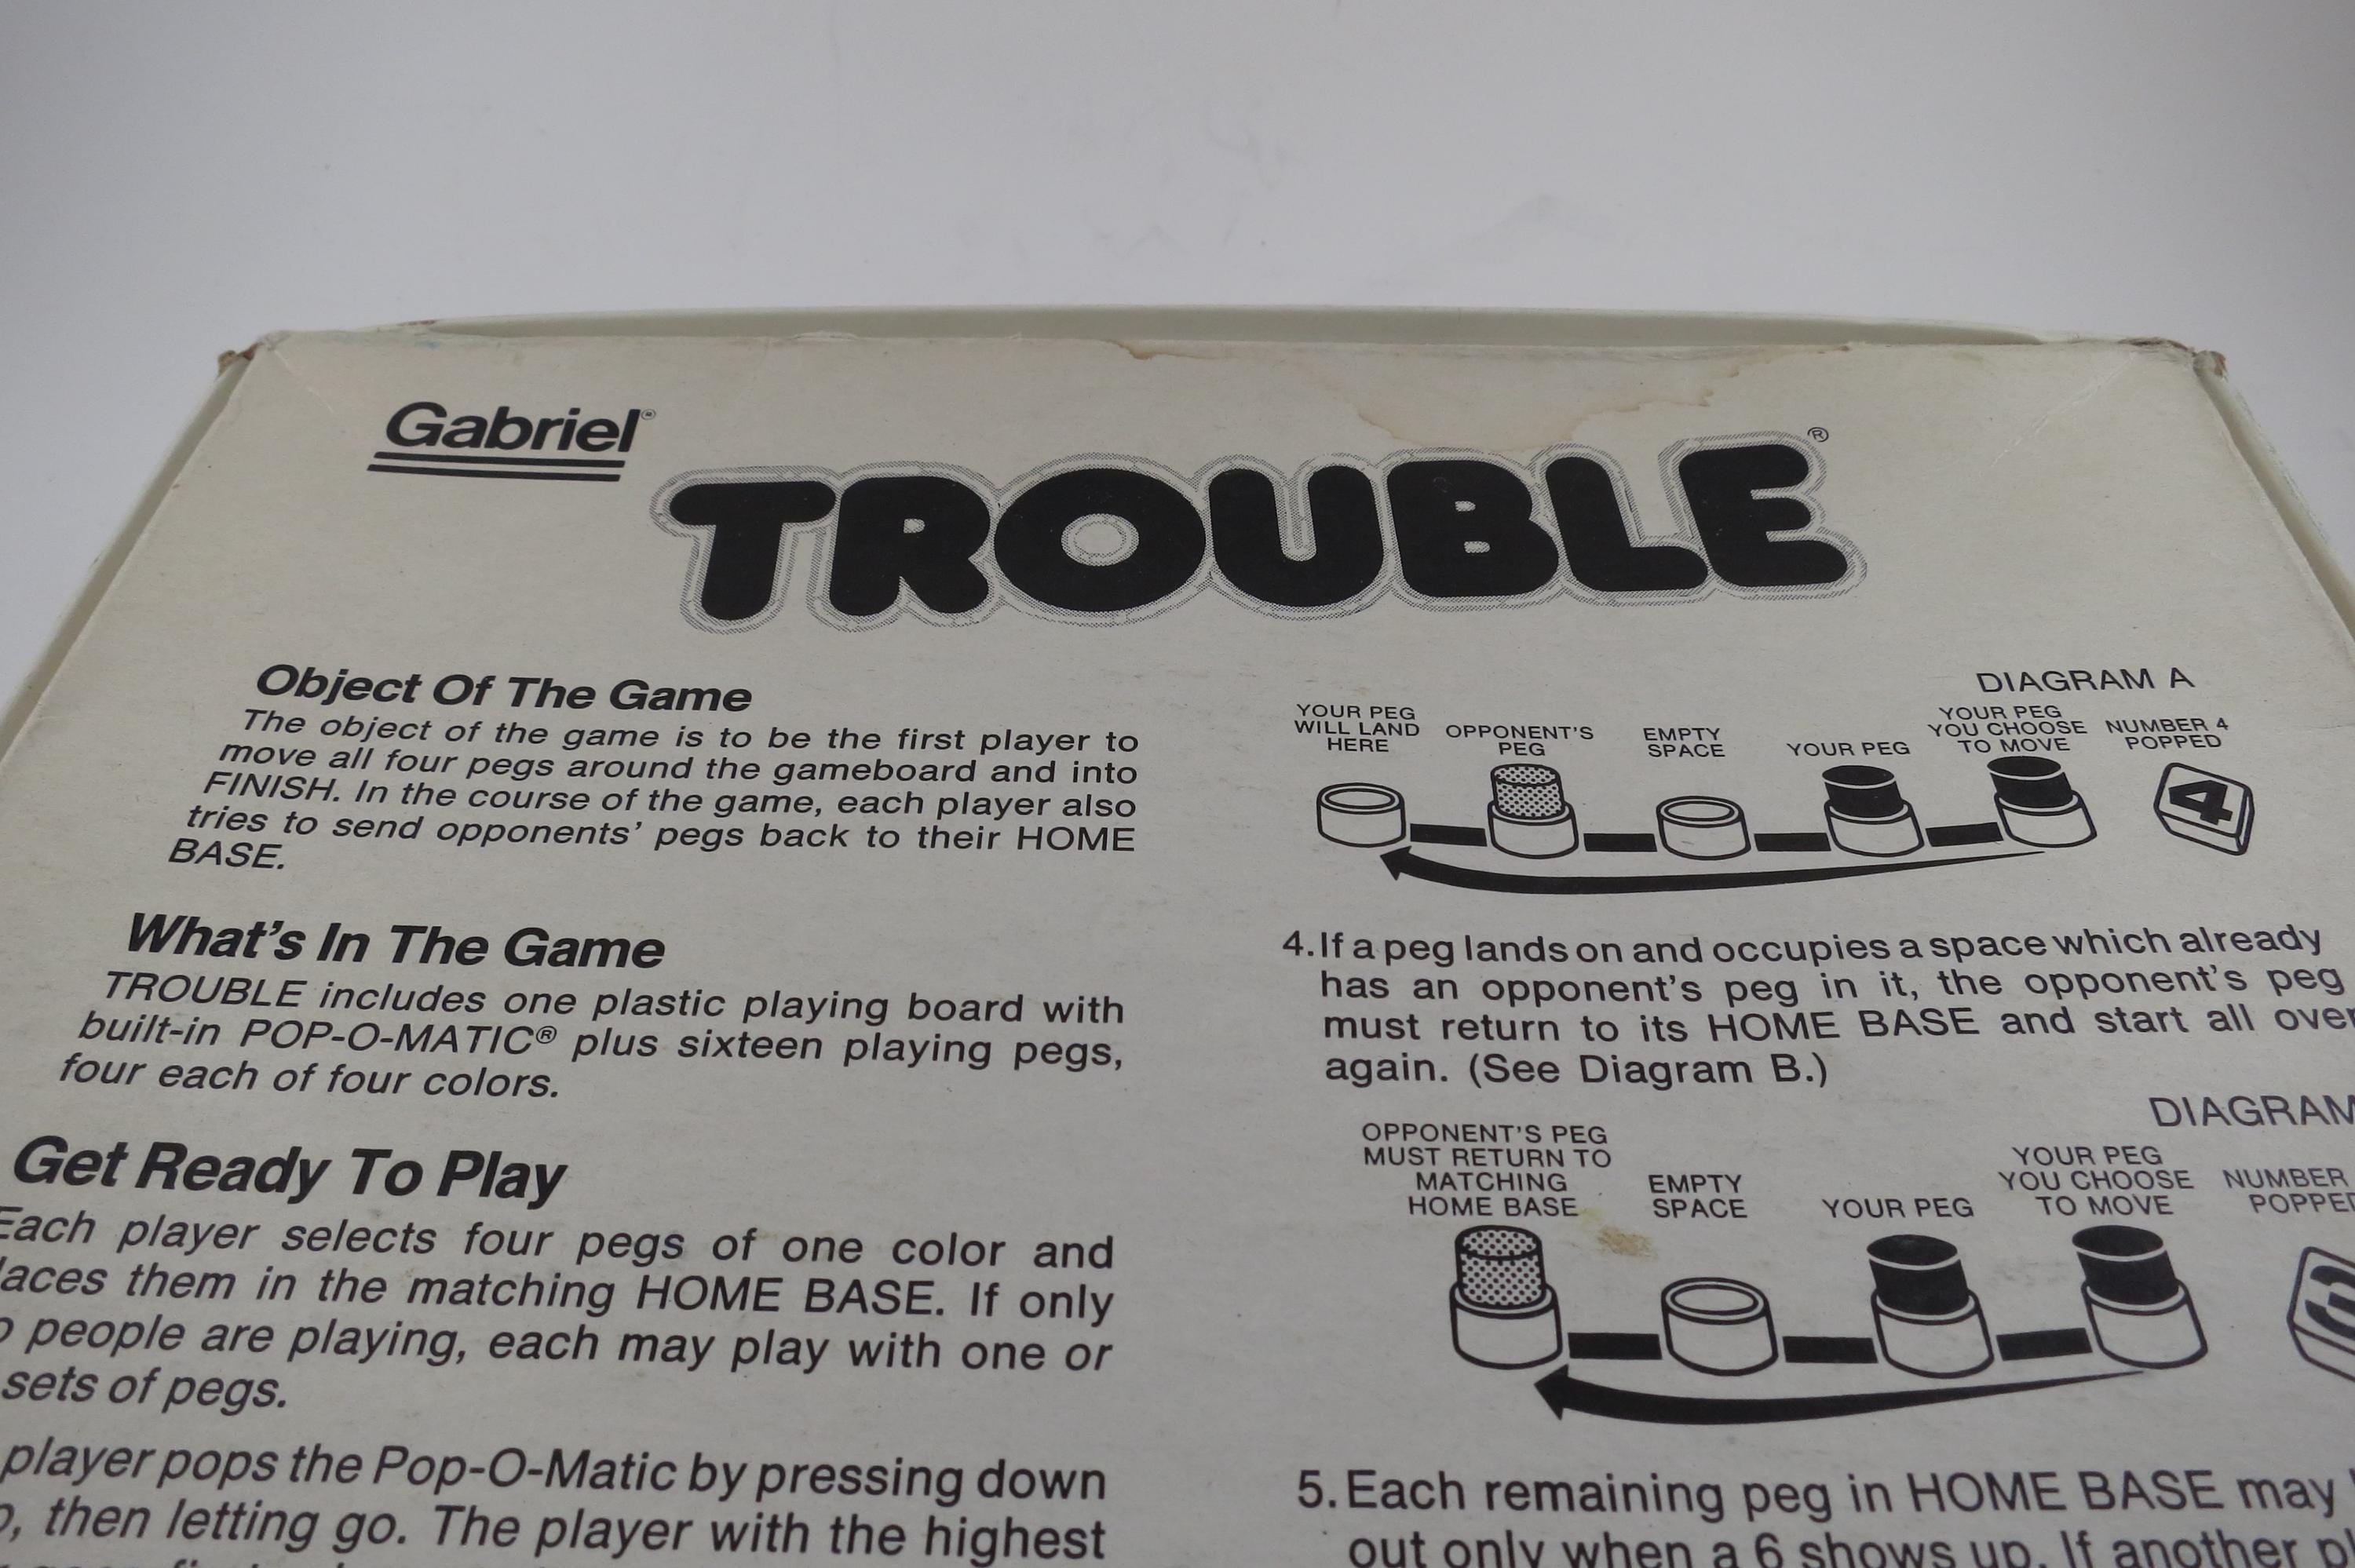 Gabriel®
TROUBLE®
Object Of The Game
The object of the game is to be the first player to
move all four pegs around the gameboard and into
FINISH. In the course of the game, each player also
tries to send opponents' pegs back to their HOME
BASE.
What's In The Game
TROUBLE includes one plastic playing board with
built-in POP-O-MATIC® plus sixteen playing pegs,
four each of four colors.
Get Ready To Play
Each player selects four pegs of one color and
them in the matching HOME BASE. If only
people are playing, each may play with one or
sets of pegs.
player pops the Pop-O-Matic by pressing down
then letting go. The player with the highest
DIAGRAM A
YOUR PEG
WILL LAND
HERE
OPPONENT'S
PEG
EMPTY
SPACE
YOUR PEG
YOUR PEG
YOU CHOOSE
TO MOVE
NUMBER 4
POPPED
4
4. If a peg lands on and occupies a space which already
has an opponent's peg in it, the opponent's peg
must return to its HOME BASE and start all over
again. (See Diagram B.)
DIAGRAM
OPPONENT'S PEG
MUST RETURN TO
MATCHING
HOME BASE
EMPTY
SPACE
YOUR PEG
YOUR PEG
YOU CHOOSE
TO MOVE
NUMBER
POPPED
3
5. Each remaining peg in HOME BASE may
out only when a 6 shows up. If another